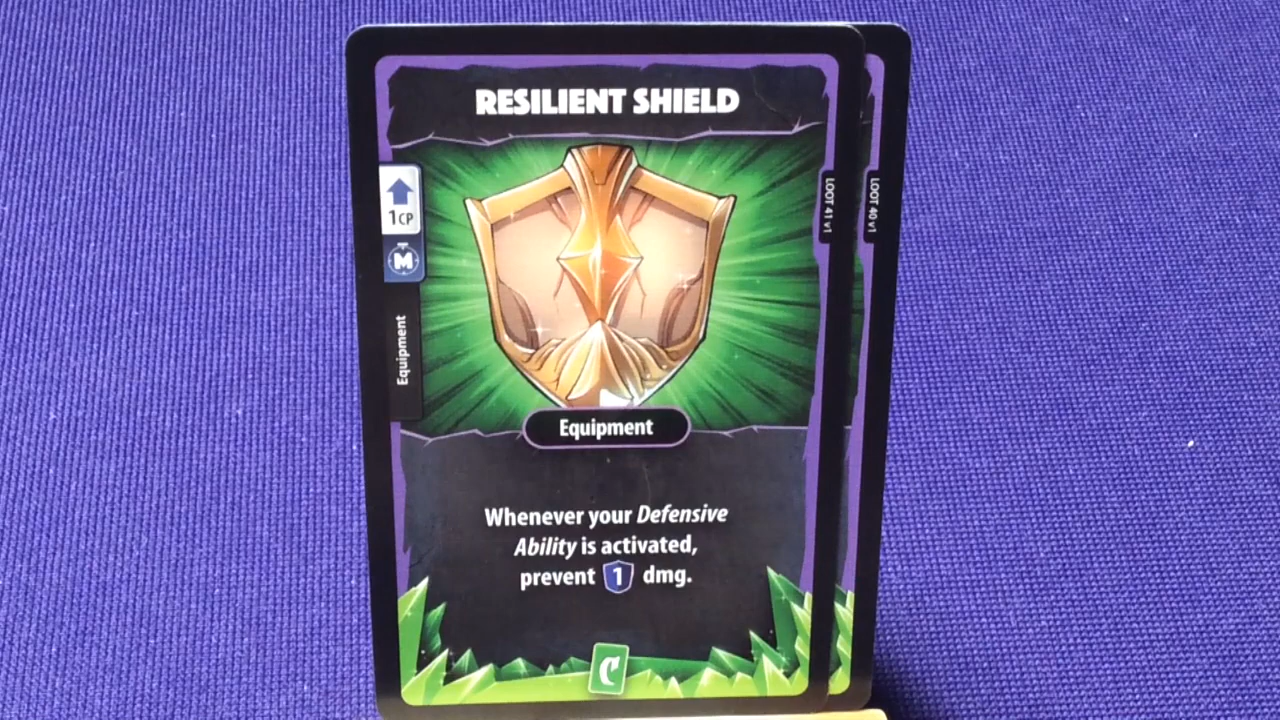 RESILIENT SHIELD
1CP
M
Equipment
LOOT 41 v1
LOOT 40 v1
Equipment
Whenever your Defensive
Ability is activated,
prevent 1 dmg.